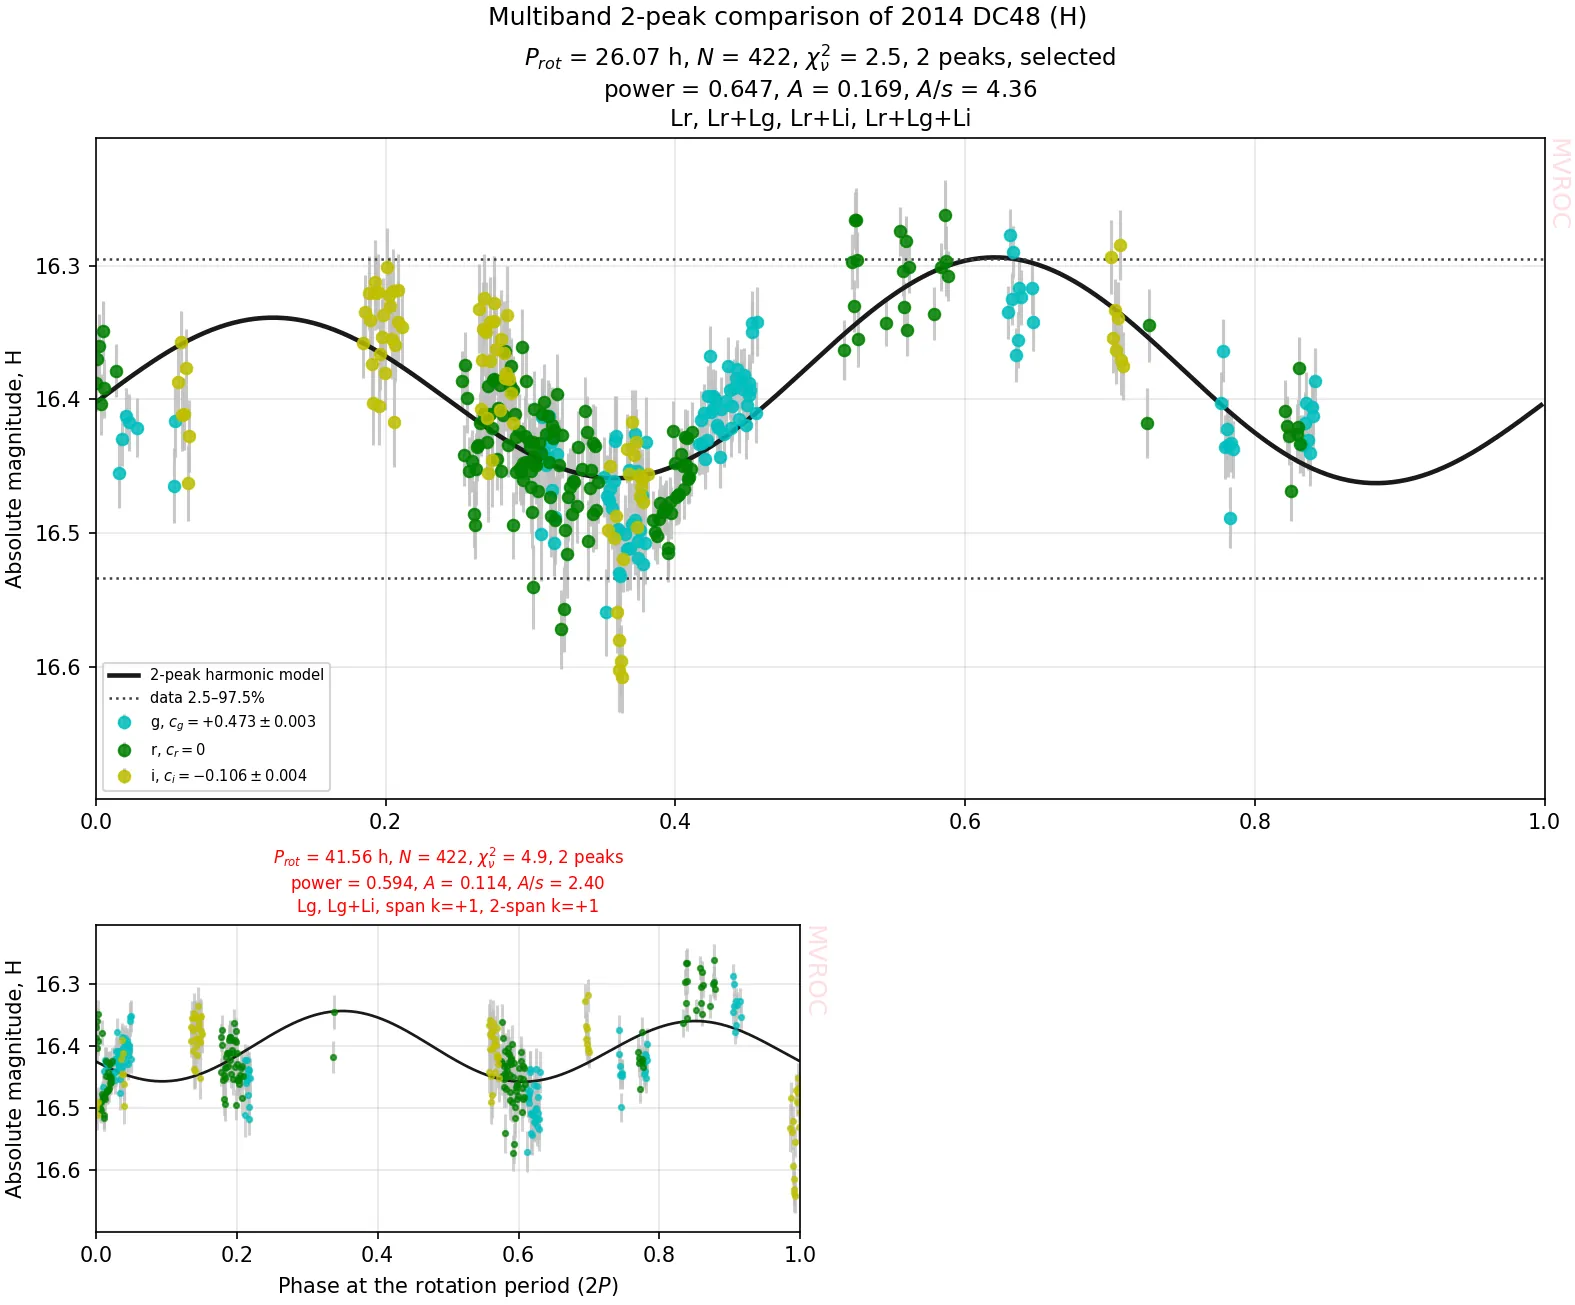 Multiband 2-peak comparison of 2014 DC48 (H)
P_rot = 26.07 h, N = 422, χ²_ν = 2.5, 2 peaks, selected
power = 0.647, A = 0.169, A/s = 4.36
Lr, Lr+Lg, Lr+Li, Lr+Lg+Li
MVROC
Absolute magnitude, H
16.3
16.4
16.5
16.6
2-peak harmonic model
data 2.5–97.5%
g, c_g = +0.473 ± 0.003
r, c_r = 0
i, c_i = −0.106 ± 0.004
0.0 0.2 0.4 0.6 0.8 1.0
P_rot = 41.56 h, N = 422, χ²_ν = 4.9, 2 peaks
power = 0.594, A = 0.114, A/s = 2.40
Lg, Lg+Li, span k=+1, 2-span k=+1
MVROC
Absolute magnitude, H
16.3
16.4
16.5
16.6
0.0 0.2 0.4 0.6 0.8 1.0
Phase at the rotation period (2P)